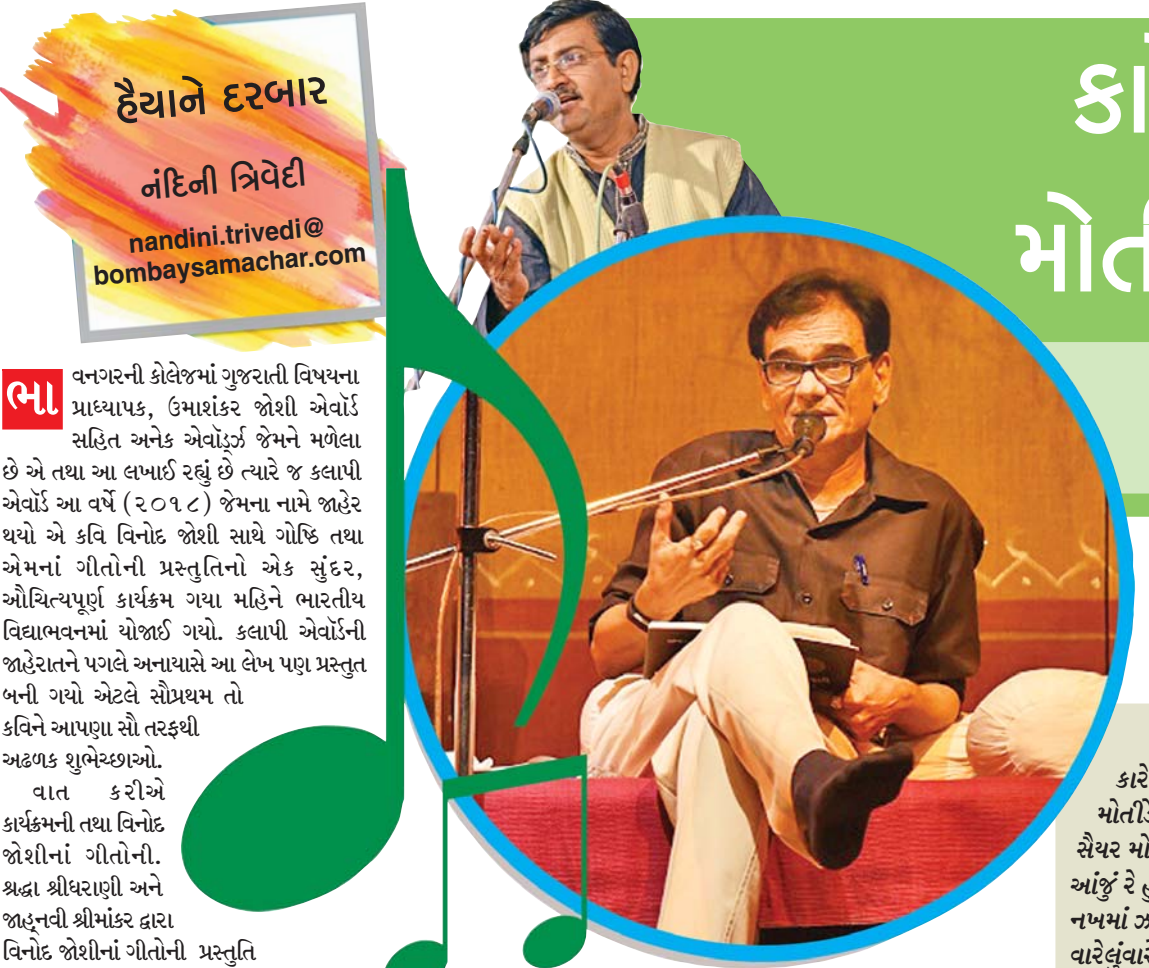 હૈયાને દરબાર
નંદિની ત્રિવેદી
nandini.trivedi@
bombaysamachar.com
ભાવનગરની કોલેજમાં ગુજરાતી વિષયના
પ્રાધ્યાપક, ઉમાશંકર જોશી એવૉર્ડ
સહિત અનેક એવૉર્ડ્ઝ જેમને મળેલા
છે એ તથા આ લખાઈ રહ્યું છે ત્યારે જ કલાપી
એવૉર્ડ આ વર્ષે (૨૦૧૮) જેમના નામે જાહેર
થયો એ કવિ વિનોદ જોશી સાથે ગોષ્ઠિ તથા
એમનાં ગીતોની પ્રસ્તુતિનો એક સુંદર,
ઔચિત્યપૂર્ણ કાર્યક્રમ ગયા મહિને ભારતીય
વિદ્યાભવનમાં યોજાઈ ગયો. કલાપી એવૉર્ડની
જાહેરાતને પગલે અનાયાસે આ લેખ પણ પ્રસ્તુત
બની ગયો એટલે સૌપ્રથમ તો
કવિને આપણા સૌ તરફથી
અઢળક શુભેચ્છાઓ.
વાત કરીએ
કાર્યક્રમની તથા વિનોદ
જોશીનાં ગીતોની.
શ્રદ્ધા શ્રીધરાણી અને
જાહ્નવી શ્રીમાંકર દ્વારા
વિનોદ જોશીનાં ગીતોની પ્રસ્તુતિ
સૈયર મો
આંજું રે હુ
નખમાં ઝ